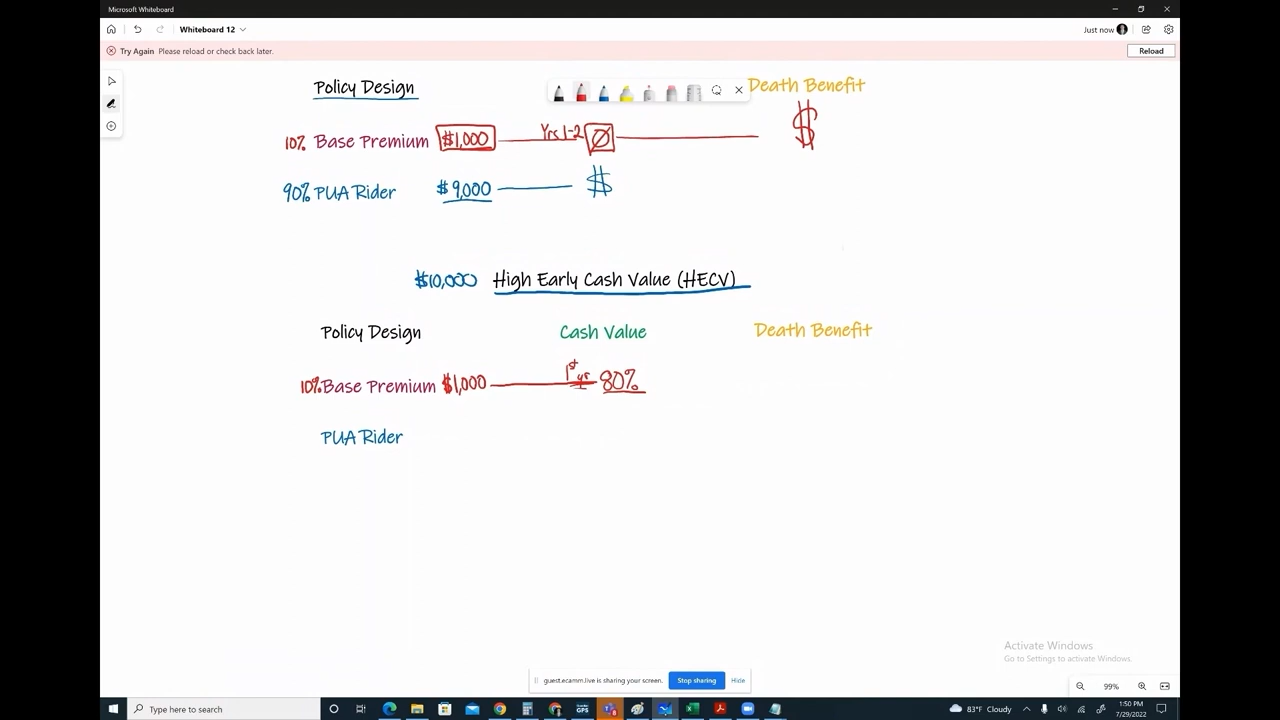 Microsoft Whiteboard
Whiteboard 12
Just now
Try Again Please reload or check back later.
Reload
Policy Design
Death Benefit
10% Base Premium $1,000 Yrs 1-2 Ø $
90% PUA Rider $9,000 $
$10,000 High Early Cash Value (HECV)
Policy Design Cash Value Death Benefit
10% Base Premium $1,000 1st yr 80%
PUA Rider
Activate Windows
Go to Settings to activate Windows.
guest.ecamm.live is sharing your screen. Stop sharing Hide
99%
Type here to search
83°F Cloudy
1:50 PM
7/29/2022